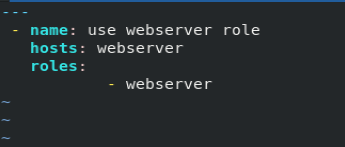 ---
 - name: use webserver role
   hosts: webserver
   roles:
           - webserver
~
~
~